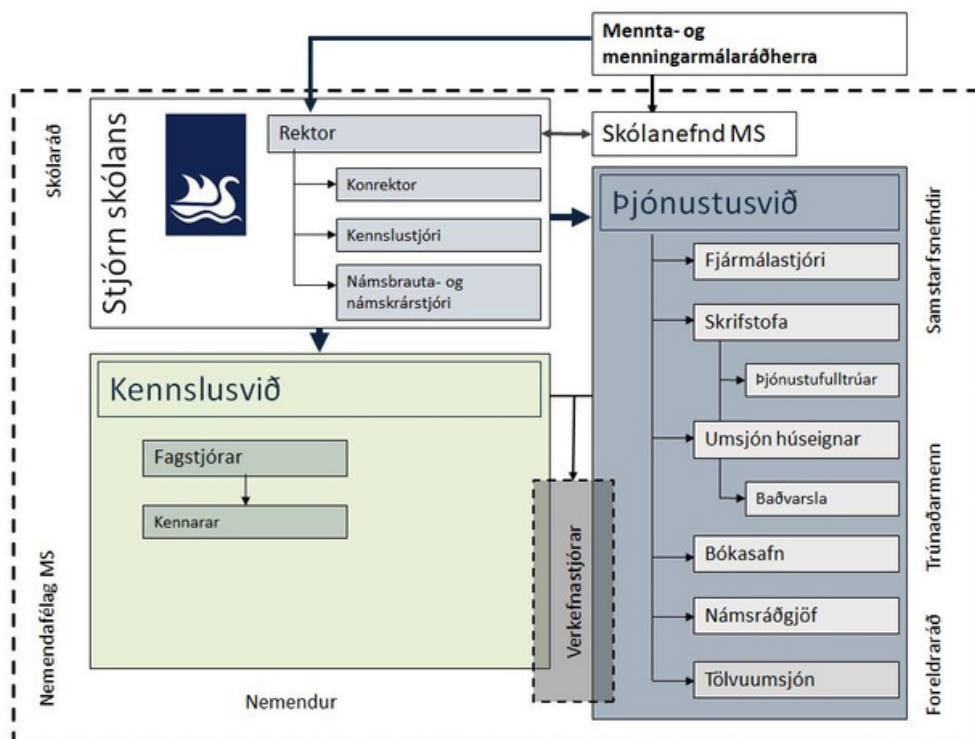 Mennta- og
menningarmálaráðherra
Skólaráð
Stjórn skólans
Rektor
Konrektor
Kennslustjóri
Námsbrauta- og
námskrárstjóri
Skólanefnd MS
Þjónustusvið
Fjármálastjóri
Skrifstofa
Þjónustufulltrúar
Umsjón húseignar
Baðvarsla
Bókasafn
Námsráðgjöf
Tölvuumsjón
Samstarfsnefndir
Trúnaðarmenn
Foreldraráð
Kennslusvið
Fagstjórar
Kennarar
Verkefnastjórar
Nemendafélag MS
Nemendur